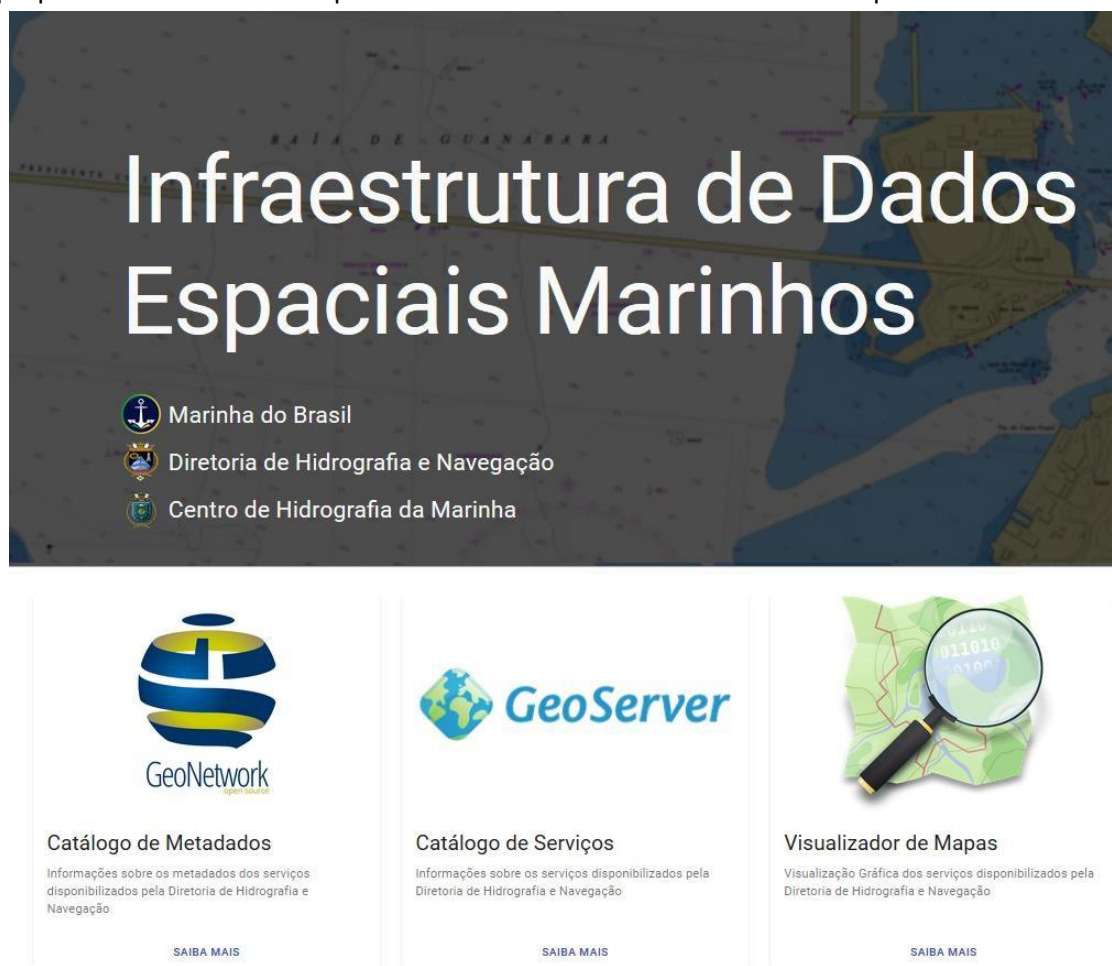 BAÍA DE GUANABARA
Infraestrutura de Dados
Espaciais Marinhos
Marinha do Brasil
Diretoria de Hidrografia e Navegação
Centro de Hidrografia da Marinha
GeoNetwork
open source
GeoServer
011010
Catálogo de Metadados
Informações sobre os metadados dos serviços
disponibilizados pela Diretoria de Hidrografia e
Navegação
SAIBA MAIS
Catálogo de Serviços
Informações sobre os serviços disponibilizados pela
Diretoria de Hidrografia e Navegação
SAIBA MAIS
Visualizador de Mapas
Visualização Gráfica dos serviços disponibilizados pela
Diretoria de Hidrografia e Navegação
SAIBA MAIS